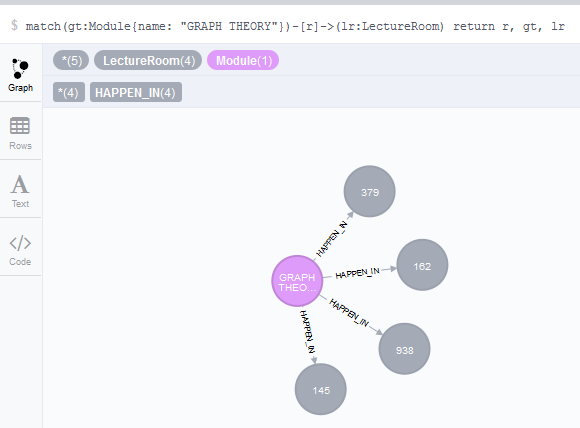 $ match(gt:Module{name: "GRAPH THEORY"})-[r]->(lr:LectureRoom) return r, gt, lr
*(5) LectureRoom(4) Module(1)
*(4) HAPPEN_IN(4)
Graph
Rows
A
Text
</>
Code
379
HAPPEN_IN
162
HAPPEN_IN
GRAPH
THEO...
HAPPEN_IN
938
HAPPEN_IN
145